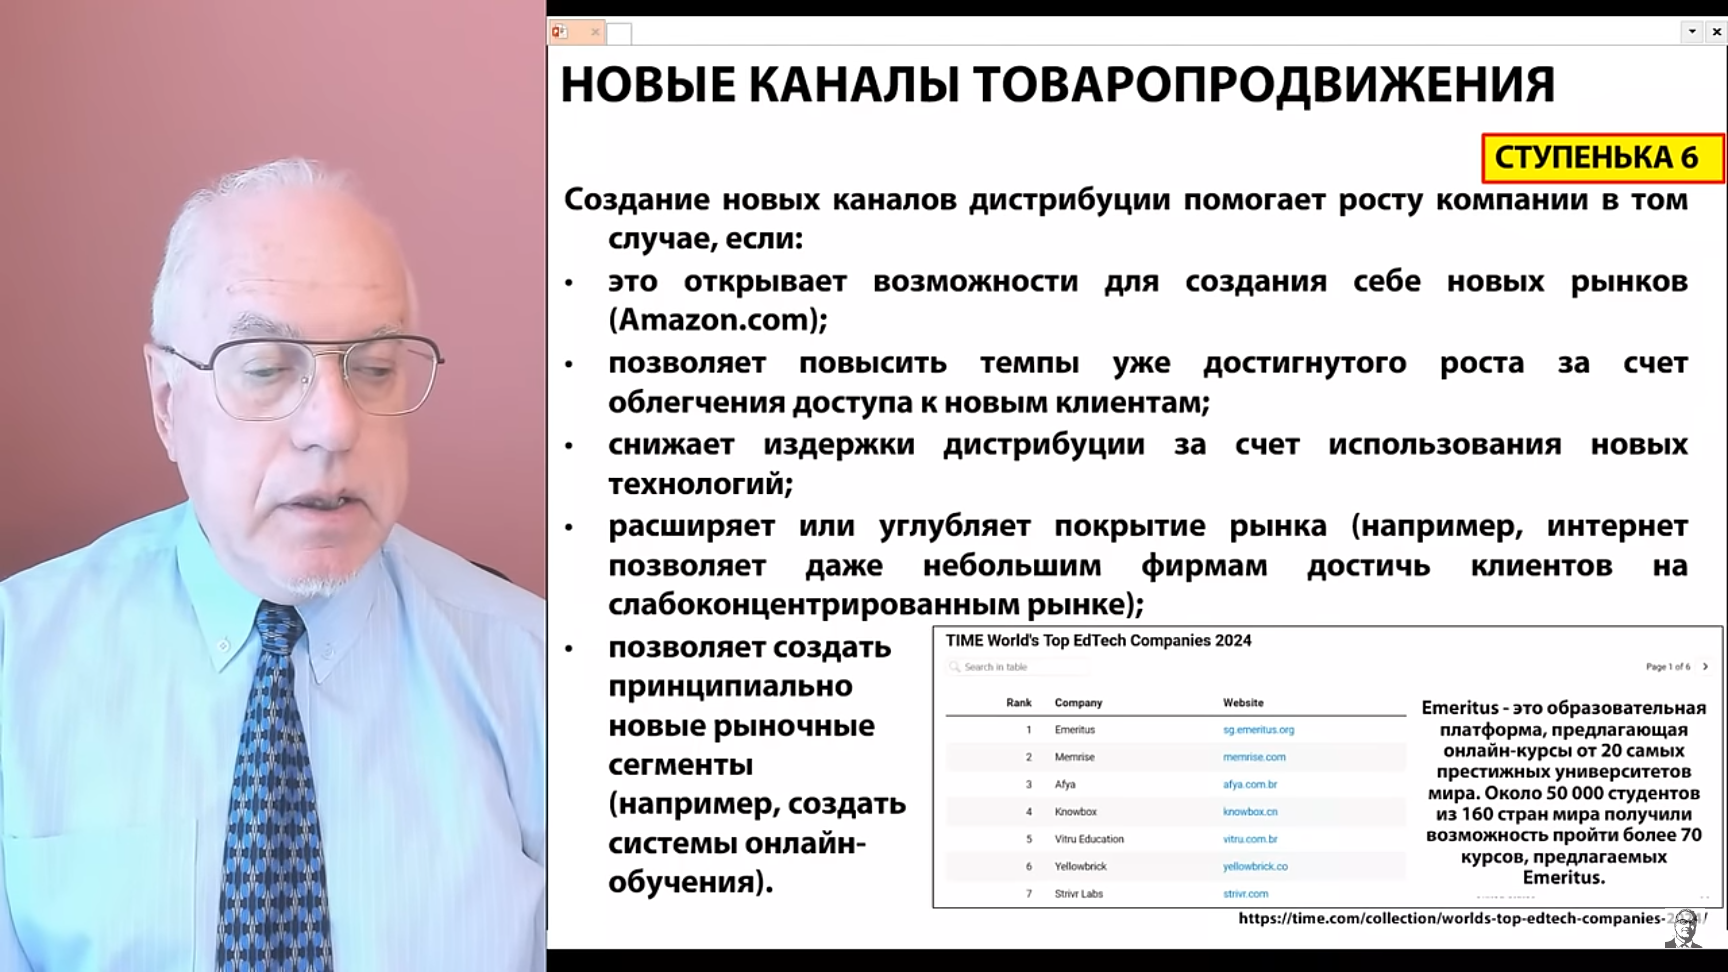 НОВЫЕ КАНАЛЫ ТОВАРОПРОДВИЖЕНИЯ
СТУПЕНЬКА 6
Создание новых каналов дистрибуции помогает росту компании в том
случае, если:
• это открывает возможности для создания себе новых рынков
(Amazon.com);
• позволяет повысить темпы уже достигнутого роста за счет
облегчения доступа к новым клиентам;
• снижает издержки дистрибуции за счет использования новых
технологий;
• расширяет или углубляет покрытие рынка (например, интернет
позволяет даже небольшим фирмам достичь клиентов на
слабоконцентрированным рынке);
• позволяет создать
принципиально
новые рыночные
сегменты
(например, создать
системы онлайн-
обучения).
TIME World's Top EdTech Companies 2024
Search in table
Page 1 of 6
Rank Company Website
1 Emeritus sg.emeritus.org
2 Memrise memrise.com
3 Afya afya.com.br
4 Knowbox knowbox.cn
5 Vitru Education vitru.com.br
6 Yellowbrick yellowbrick.co
7 Strivr Labs strivr.com
Emeritus - это образовательная
платформа, предлагающая
онлайн-курсы от 20 самых
престижных университетов
мира. Около 50 000 студентов
из 160 стран мира получили
возможность пройти более 70
курсов, предлагаемых
Emeritus.
https://time.com/collection/worlds-top-edtech-companies-